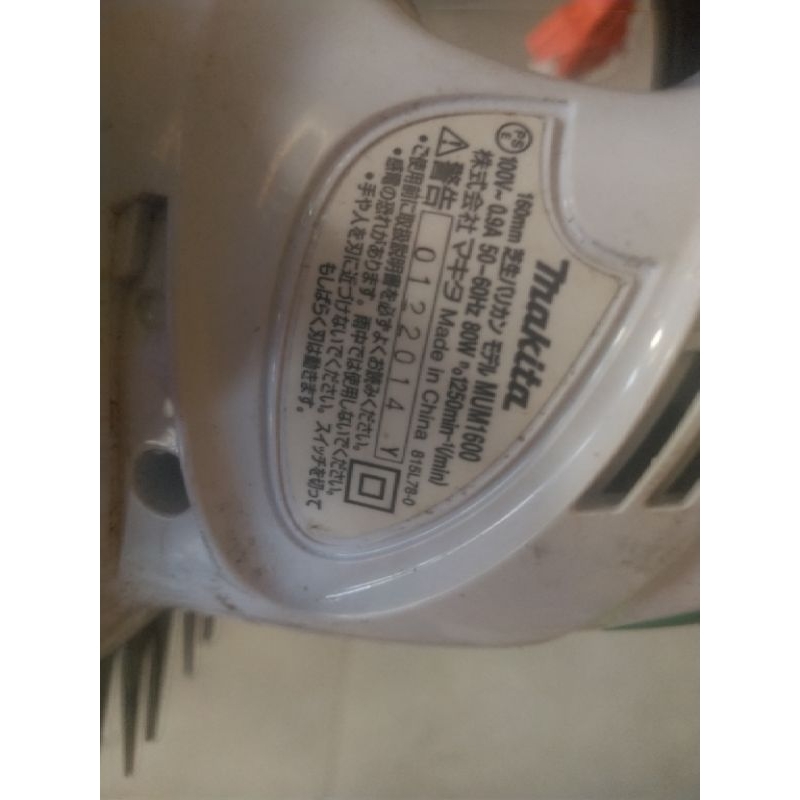 makita
160mm 芝生バリカン モデル MUM1600
PS E
100V~ 0.9A 50-60Hz 80W n₀1250min-¹(/min)
株式会社 マキタ Made in China 815L78-0
警告 0122014 Y
•ご使用前に取扱説明書を必ずよくお読みください。
•感電の恐れがあります。雨中では使用しないでください。
•手や人を刃に近づけないでください。スイッチを切って
もしばらく刃は動きます。